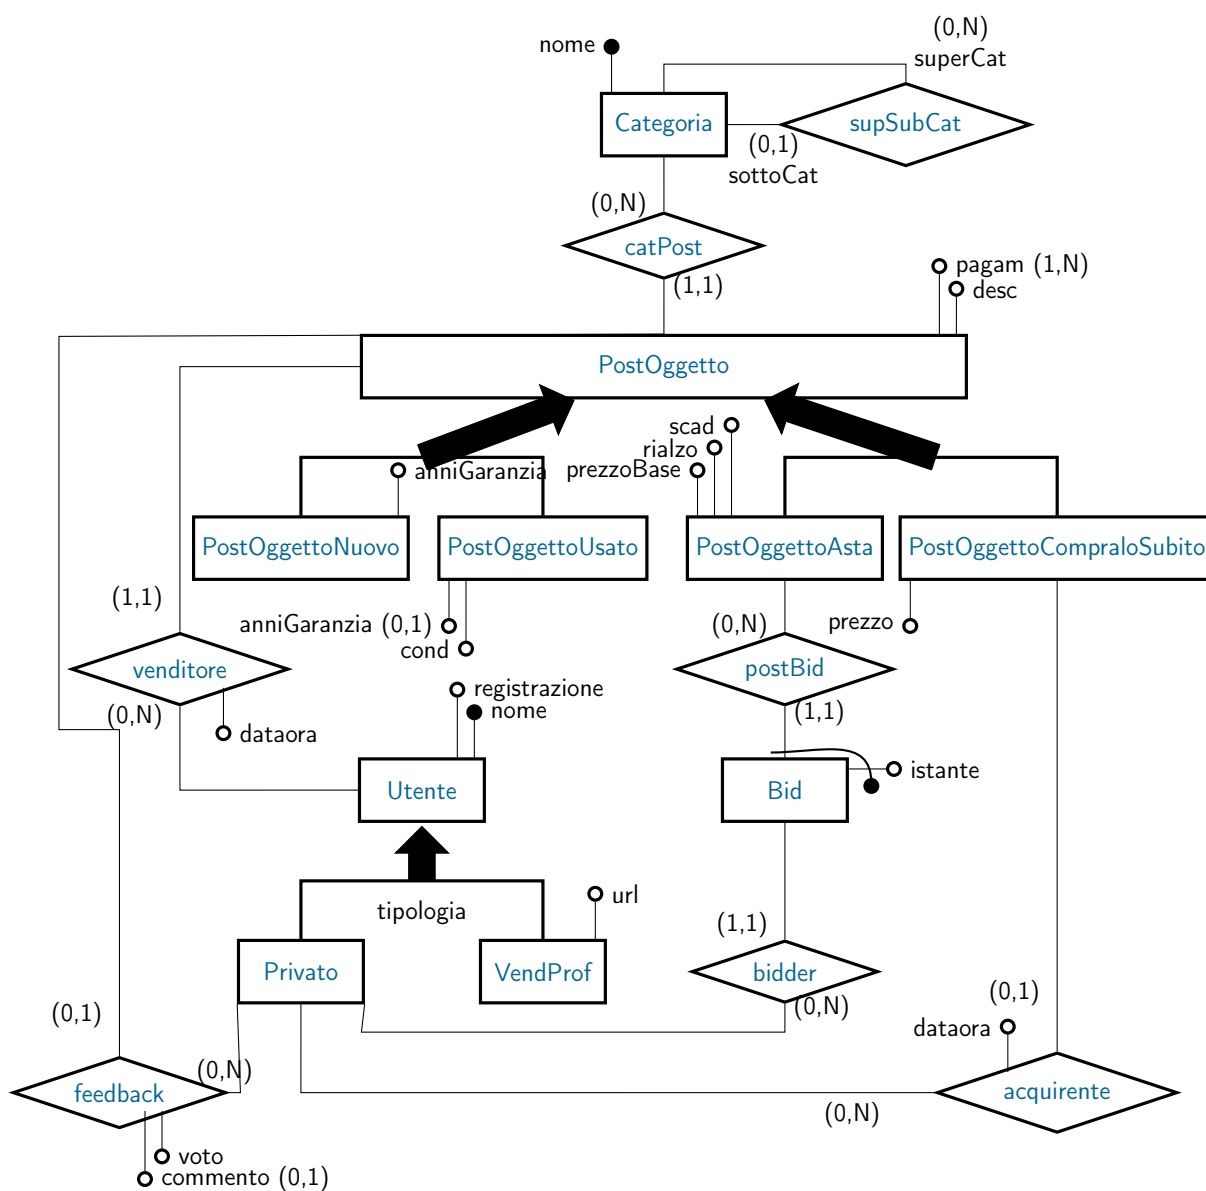 (0,N)
nome
superCat
Categoria
supSubCat
(0,1)
sottoCat
(0,N)
catPost
(1,1)
pagam (1,N)
desc
PostOggetto
scad
rialzo
anniGaranzia
prezzoBase
PostOggettoNuovo
PostOggettoUsato
PostOggettoAsta
PostOggettoCompraloSubito
(1,1)
anniGaranzia (0,1)
cond
(0,N)
prezzo
venditore
postBid
(0,N)
registrazione
nome
(1,1)
dataora
istante
Utente
Bid
url
tipologia
(1,1)
Privato
VendProf
bidder
(0,1)
(0,N)
(0,1)
dataora
(0,N)
feedback
acquirente
(0,N)
voto
commento (0,1)